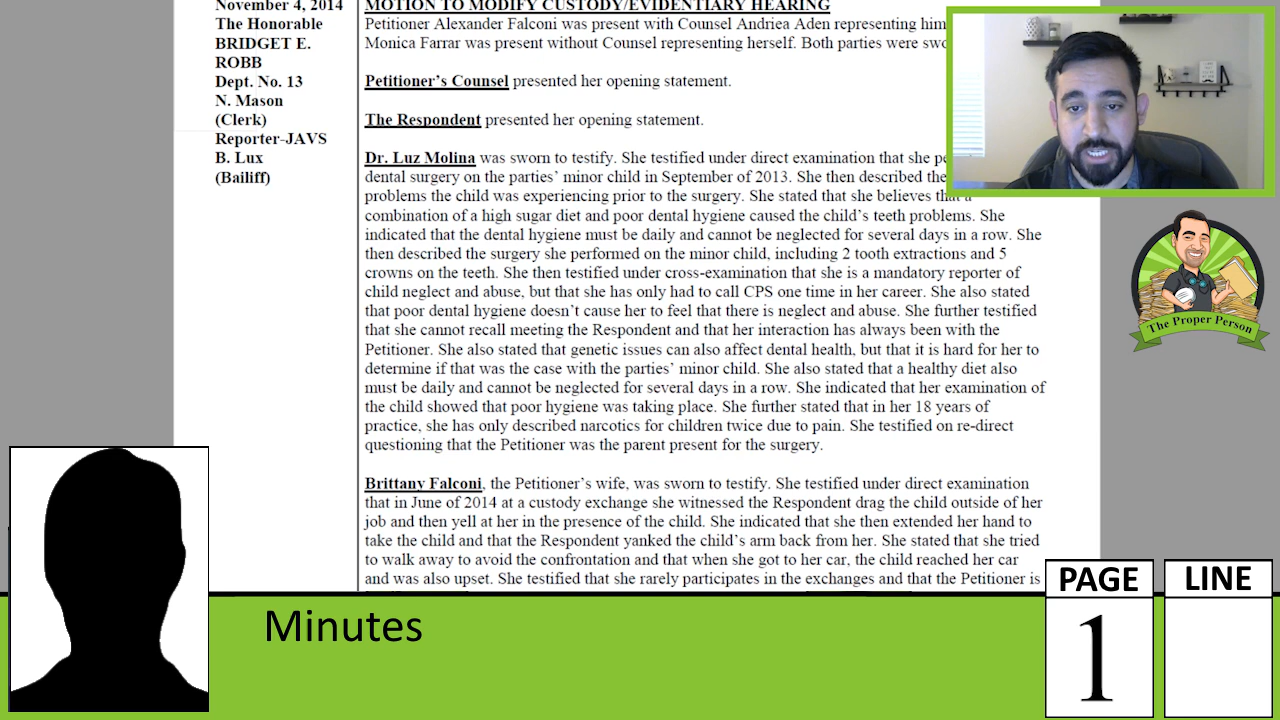 November 4, 2014
The Honorable
BRIDGET E.
ROBB
Dept. No. 13
N. Mason
(Clerk)
Reporter-JAVS
B. Lux
(Bailiff)
MOTION TO MODIFY CUSTODY/EVIDENTIARY HEARING
Petitioner Alexander Falconi was present with Counsel Andriea Aden representing him
Monica Farrar was present without Counsel representing herself. Both parties were swo
Petitioner's Counsel presented her opening statement.
The Respondent presented her opening statement.
Dr. Luz Molina was sworn to testify. She testified under direct examination that she pe
dental surgery on the parties' minor child in September of 2013. She then described the
problems the child was experiencing prior to the surgery. She stated that she believes that a
combination of a high sugar diet and poor dental hygiene caused the child's teeth problems. She
indicated that the dental hygiene must be daily and cannot be neglected for several days in a row. She
then described the surgery she performed on the minor child, including 2 tooth extractions and 5
crowns on the teeth. She then testified under cross-examination that she is a mandatory reporter of
child neglect and abuse, but that she has only had to call CPS one time in her career. She also stated
that poor dental hygiene doesn't cause her to feel that there is neglect and abuse. She further testified
that she cannot recall meeting the Respondent and that her interaction has always been with the
Petitioner. She also stated that genetic issues can also affect dental health, but that it is hard for her to
determine if that was the case with the parties' minor child. She also stated that a healthy diet also
must be daily and cannot be neglected for several days in a row. She indicated that her examination of
the child showed that poor hygiene was taking place. She further stated that in her 18 years of
practice, she has only described narcotics for children twice due to pain. She testified on re-direct
questioning that the Petitioner was the parent present for the surgery.
Brittany Falconi, the Petitioner's wife, was sworn to testify. She testified under direct examination
that in June of 2014 at a custody exchange she witnessed the Respondent drag the child outside of her
job and then yell at her in the presence of the child. She indicated that she then extended her hand to
take the child and that the Respondent yanked the child's arm back from her. She stated that she tried
to walk away to avoid the confrontation and that when she got to her car, the child reached her car
and was also upset. She testified that she rarely participates in the exchanges and that the Petitioner is
The Proper Person
Minutes
PAGE
1
LINE